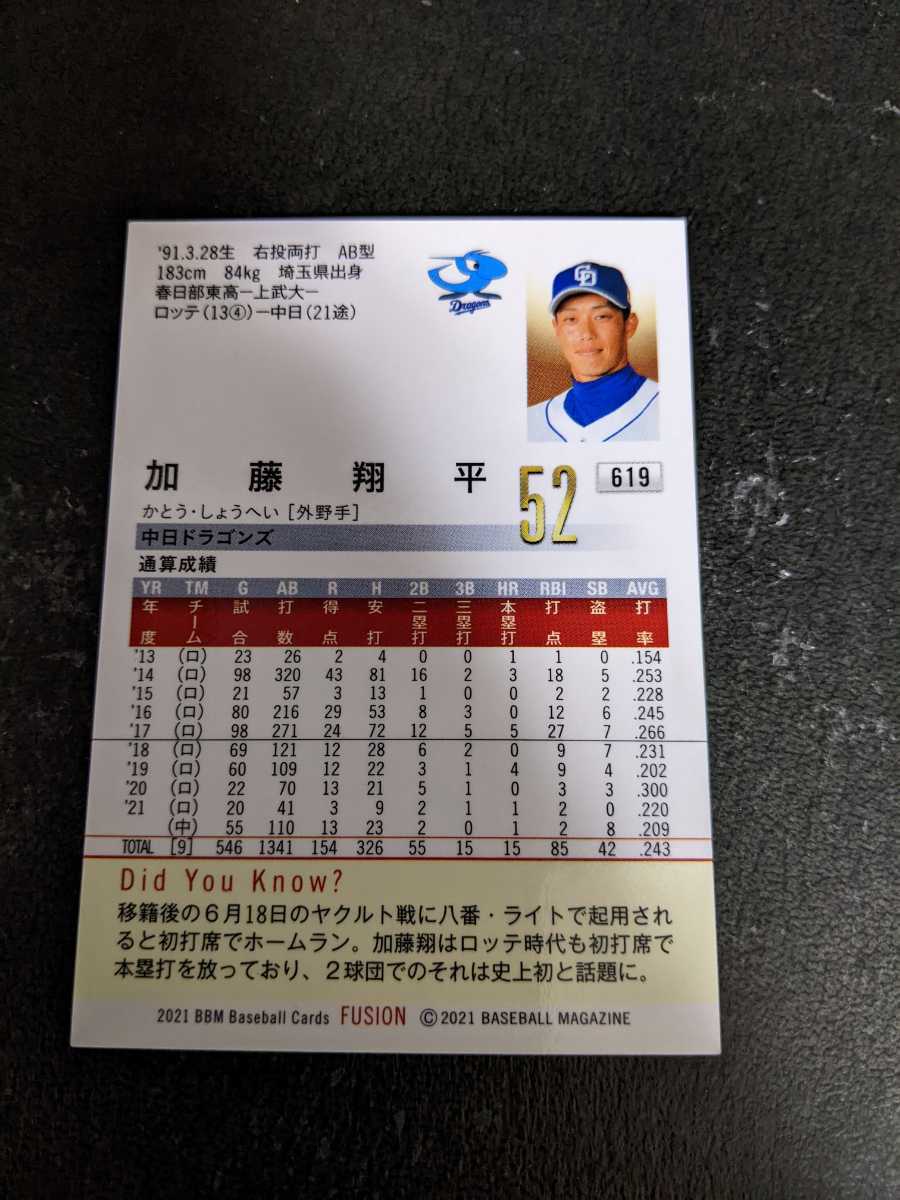 '91.3.28生 右投両打 AB型
183cm 84kg 埼玉県出身
春日部東高ー上武大ー
ロッテ(13④)ー中日(21途)
Dragons
CD
加藤翔平
52
619
かとう・しょうへい [外野手]
中日ドラゴンズ
通算成績
YR TM G AB R H 2B 3B HR RBI SB AVG
年度 チーム 試合 打数 得点 安打 二塁打 三塁打 本塁打 打点 盗塁 打率
'13 (ロ) 23 26 2 4 0 0 1 1 0 .154
'14 (ロ) 98 320 43 81 16 2 3 18 5 .253
'15 (ロ) 21 57 3 13 1 0 0 2 2 .228
'16 (ロ) 80 216 29 53 8 3 0 12 6 .245
'17 (ロ) 98 271 24 72 12 5 5 27 7 .266
'18 (ロ) 69 121 12 28 6 2 0 9 7 .231
'19 (ロ) 60 109 12 22 3 1 4 9 4 .202
'20 (ロ) 22 70 13 21 5 1 0 3 3 .300
'21 (ロ) 20 41 3 9 2 1 1 2 0 .220
(中) 55 110 13 23 2 0 1 2 8 .209
TOTAL [9] 546 1341 154 326 55 15 15 85 42 .243
Did You Know?
移籍後の6月18日のヤクルト戦に八番・ライトで起用され
ると初打席でホームラン。加藤翔はロッテ時代も初打席で
本塁打を放っており、2球団でのそれは史上初と話題に。
2021 BBM Baseball Cards FUSION ©2021 BASEBALL MAGAZINE